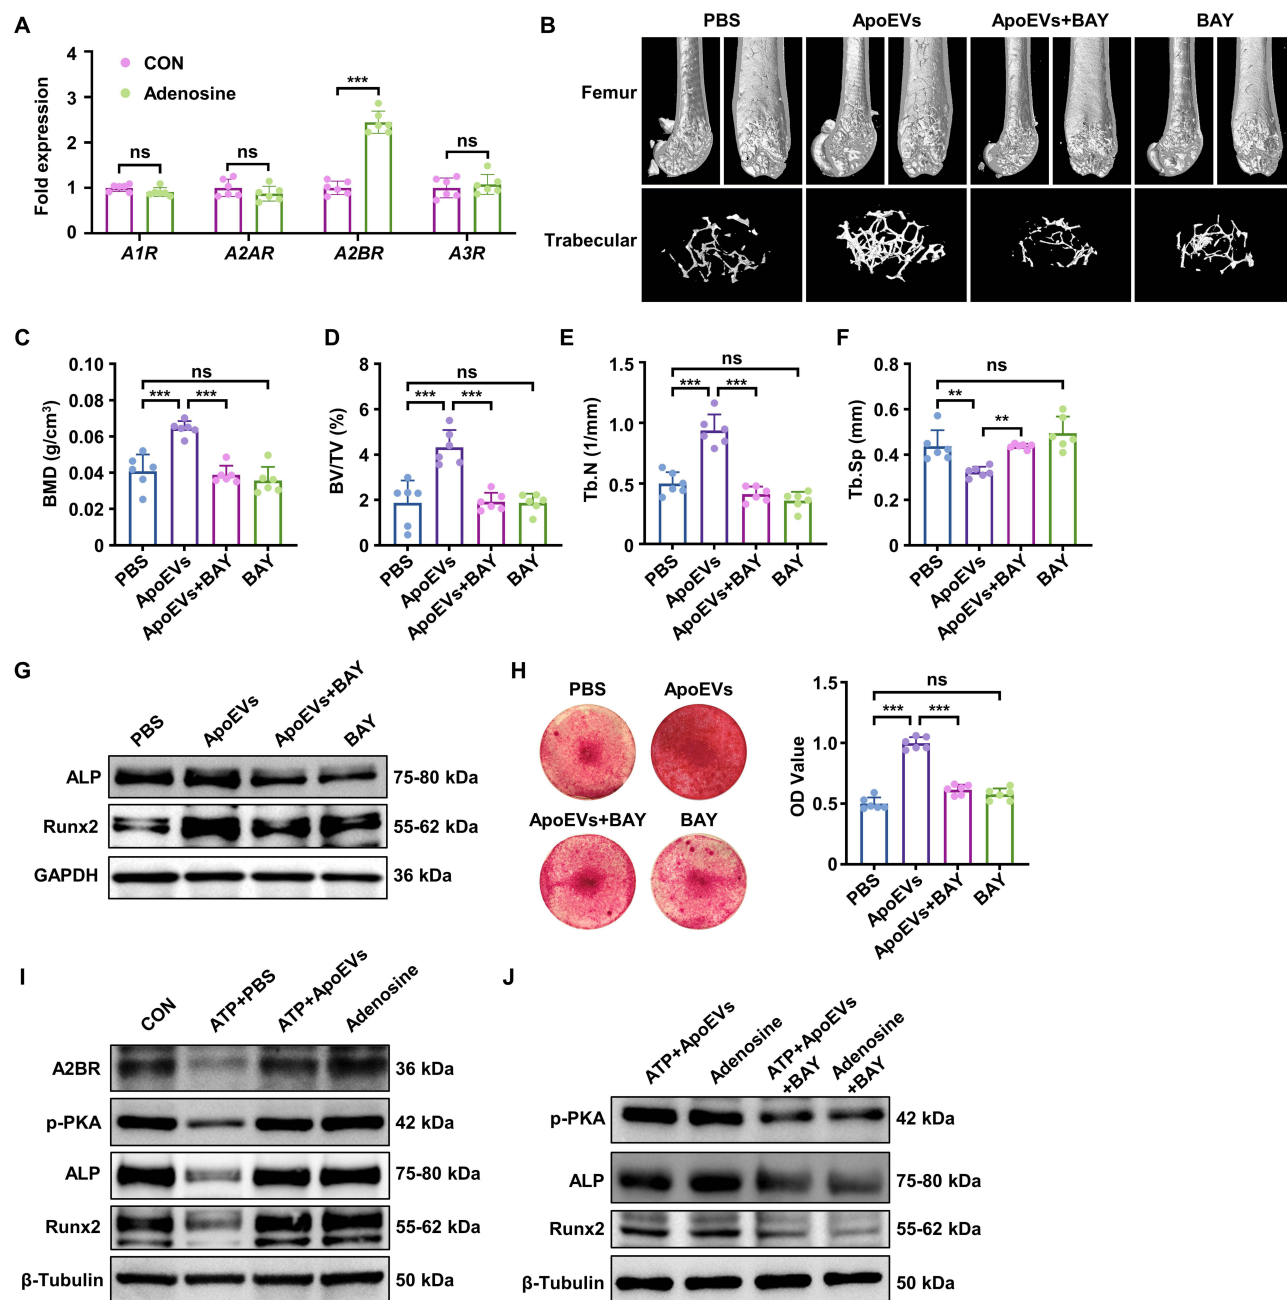 A
Fold expression
4
3
2
1
0
CON
Adenosine
ns
ns
***
ns
A1R
A2AR
A2BR
A3R
B
PBS
ApoEVs
ApoEVs+BAY
BAY
Femur
Trabecular
C
BMD (g/cm³)
0.10
0.08
0.06
0.04
0.02
0
ns
***
***
PBS
ApoEVs
ApoEVs+BAY
BAY
D
BV/TV (%)
8
6
4
2
0
ns
***
***
PBS
ApoEVs
ApoEVs+BAY
BAY
E
Tb.N (1/mm)
1.5
1.0
0.5
0
ns
***
***
PBS
ApoEVs
ApoEVs+BAY
BAY
F
Tb.Sp (mm)
0.8
0.6
0.4
0.2
0
ns
**
**
PBS
ApoEVs
ApoEVs+BAY
BAY
G
PBS
ApoEVs
ApoEVs+BAY
BAY
ALP
75-80 kDa
Runx2
55-62 kDa
GAPDH
36 kDa
H
PBS
ApoEVs
ApoEVs+BAY
BAY
OD Value
1.5
1.0
0.5
0
ns
***
***
PBS
ApoEVs
ApoEVs+BAY
BAY
I
CON
ATP+PBS
ATP+ApoEVs
Adenosine
A2BR
36 kDa
p-PKA
42 kDa
ALP
75-80 kDa
Runx2
55-62 kDa
β-Tubulin
50 kDa
J
ATP+ApoEVs
Adenosine
ATP+ApoEVs
+BAY
Adenosine
+BAY
p-PKA
42 kDa
ALP
75-80 kDa
Runx2
55-62 kDa
β-Tubulin
50 kDa